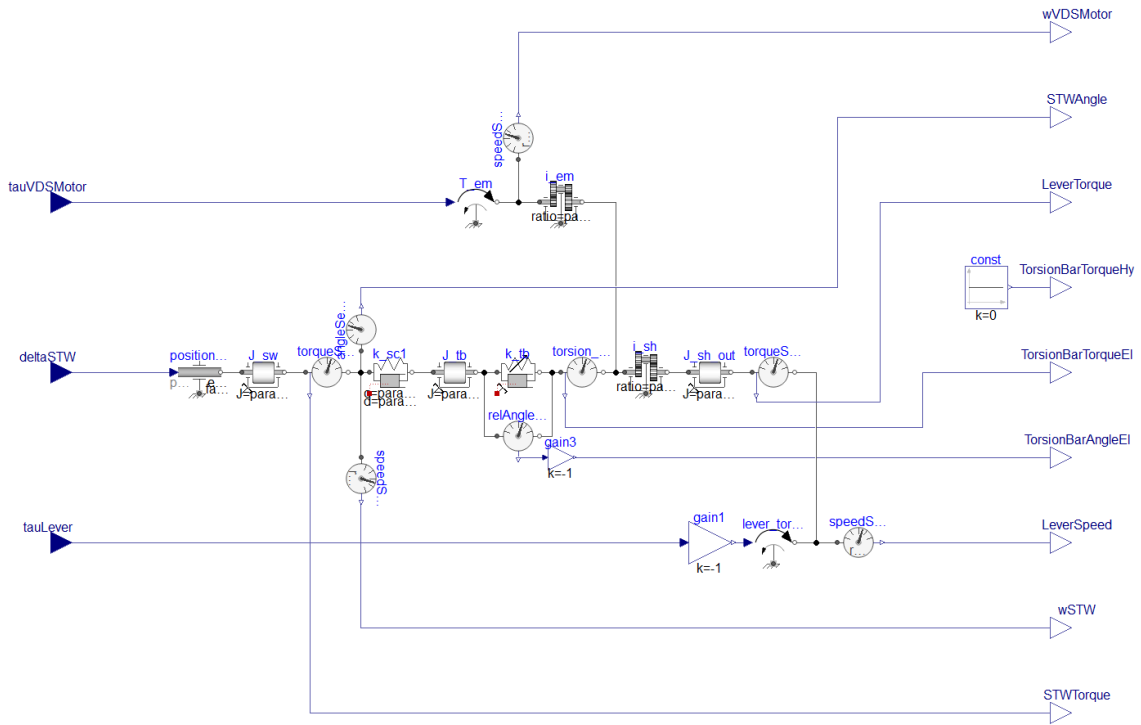 wVDSMotor
STWAngle
speedS...
tauVDSMotor
T_em
i_em
LeverTorque
ratio=pa...
const
TorsionBarTorqueHy
k=0
angleSe...
deltaSTW
position...
J_sw
torqueS...
k_sc1
J_tb
k_tb
torsion_...
i_sh
J_sh_out
torqueS...
TorsionBarTorqueEl
J=para...
d=para...
J=para...
ratio=pa...
J=para...
relAngle...
gain3
k=-1
TorsionBarAngleEl
speedS...
tauLever
gain1
k=-1
lever_tor...
speedS...
LeverSpeed
wSTW
STWTorque